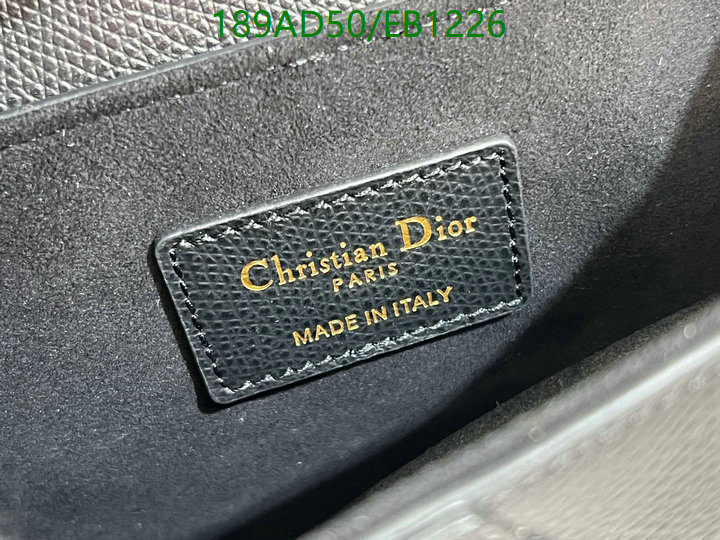 189AD50/EB1226
Christian Dior
PARIS
MADE IN ITALY